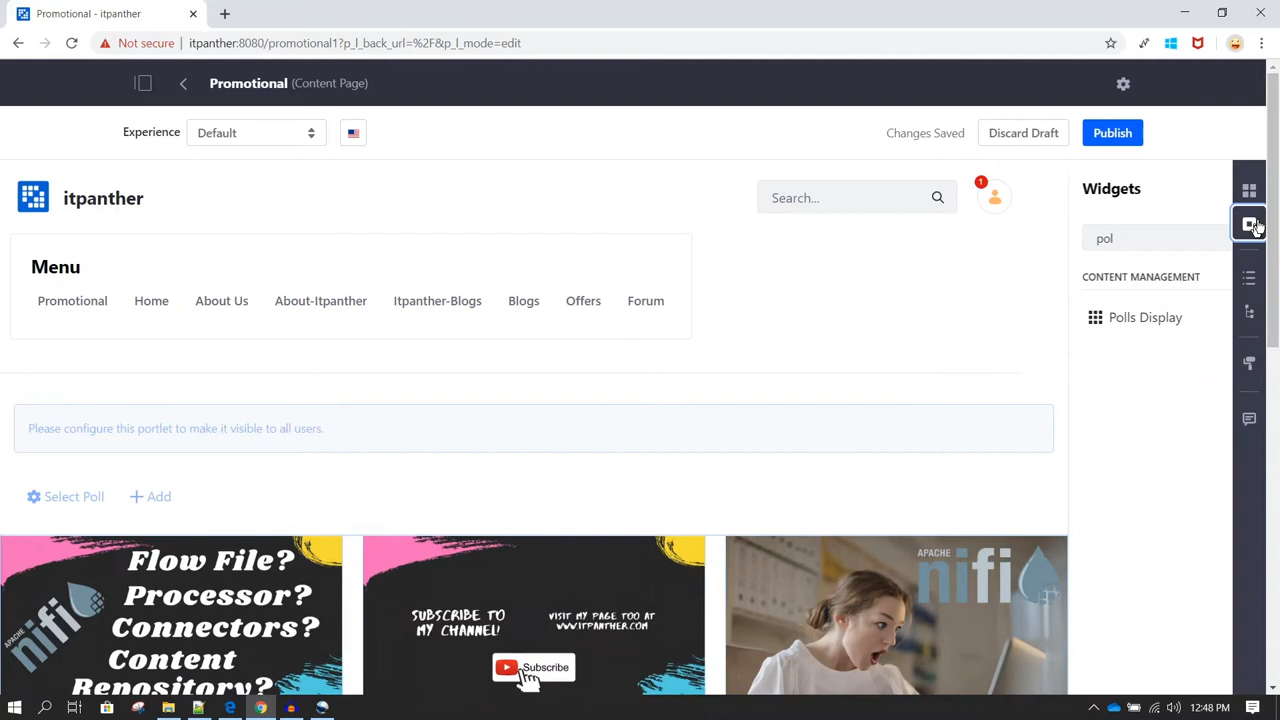 Promotional - itpanther
Not secure
itpanther:8080/promotional1?p_l_back_url=%2F&p_l_mode=edit
Promotional (Content Page)
Experience
Default
Changes Saved
Discard Draft
Publish
itpanther
Search...
1
Widgets
pol
CONTENT MANAGEMENT
Polls Display
Menu
Promotional Home About Us About-Itpanther Itpanther-Blogs Blogs Offers Forum
Please configure this portlet to make it visible to all users.
Select Poll
Add
Flow File?
Processor?
Connectors?
Content
Repository?
APACHE
nifi
SUBSCRIBE TO
MY CHANNEL!
VISIT MY PAGE TOO AT
WWW.ITPANTHER.COM
Subscribe
APACHE
nifi
12:48 PM